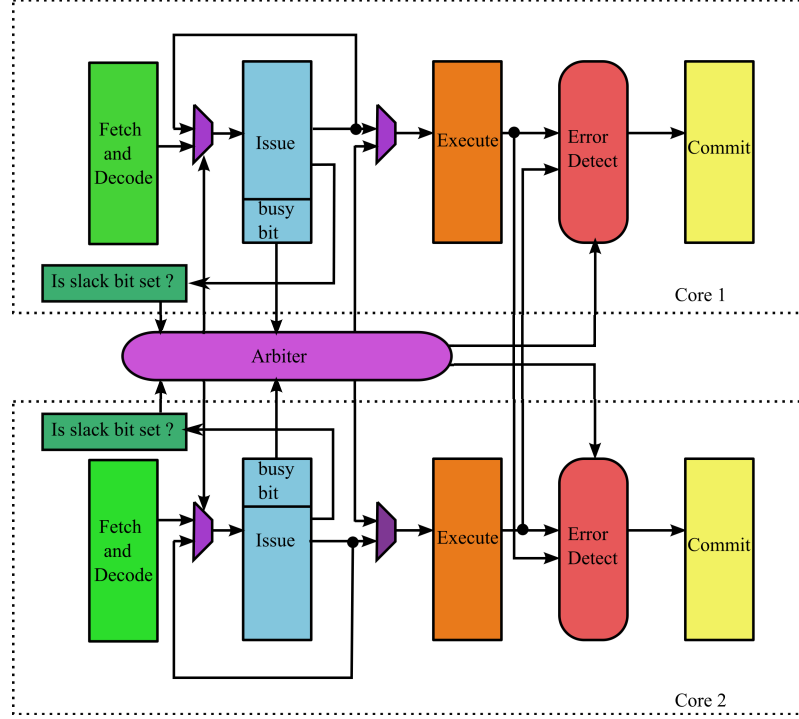 Fetch
and
Decode
Issue
busy
bit
Execute
Error
Detect
Commit
Is slack bit set ?
Core 1
Arbiter
Is slack bit set ?
Fetch
and
Decode
busy
bit
Issue
Execute
Error
Detect
Commit
Core 2